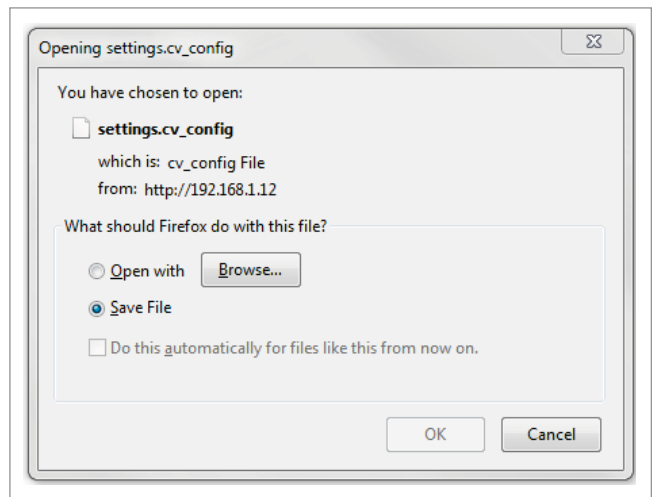 Opening settings.cv_config
You have chosen to open:
settings.cv_config
which is: cv_config File
from: http://192.168.1.12
What should Firefox do with this file?
Open with Browse...
Save File
Do this automatically for files like this from now on.
OK Cancel